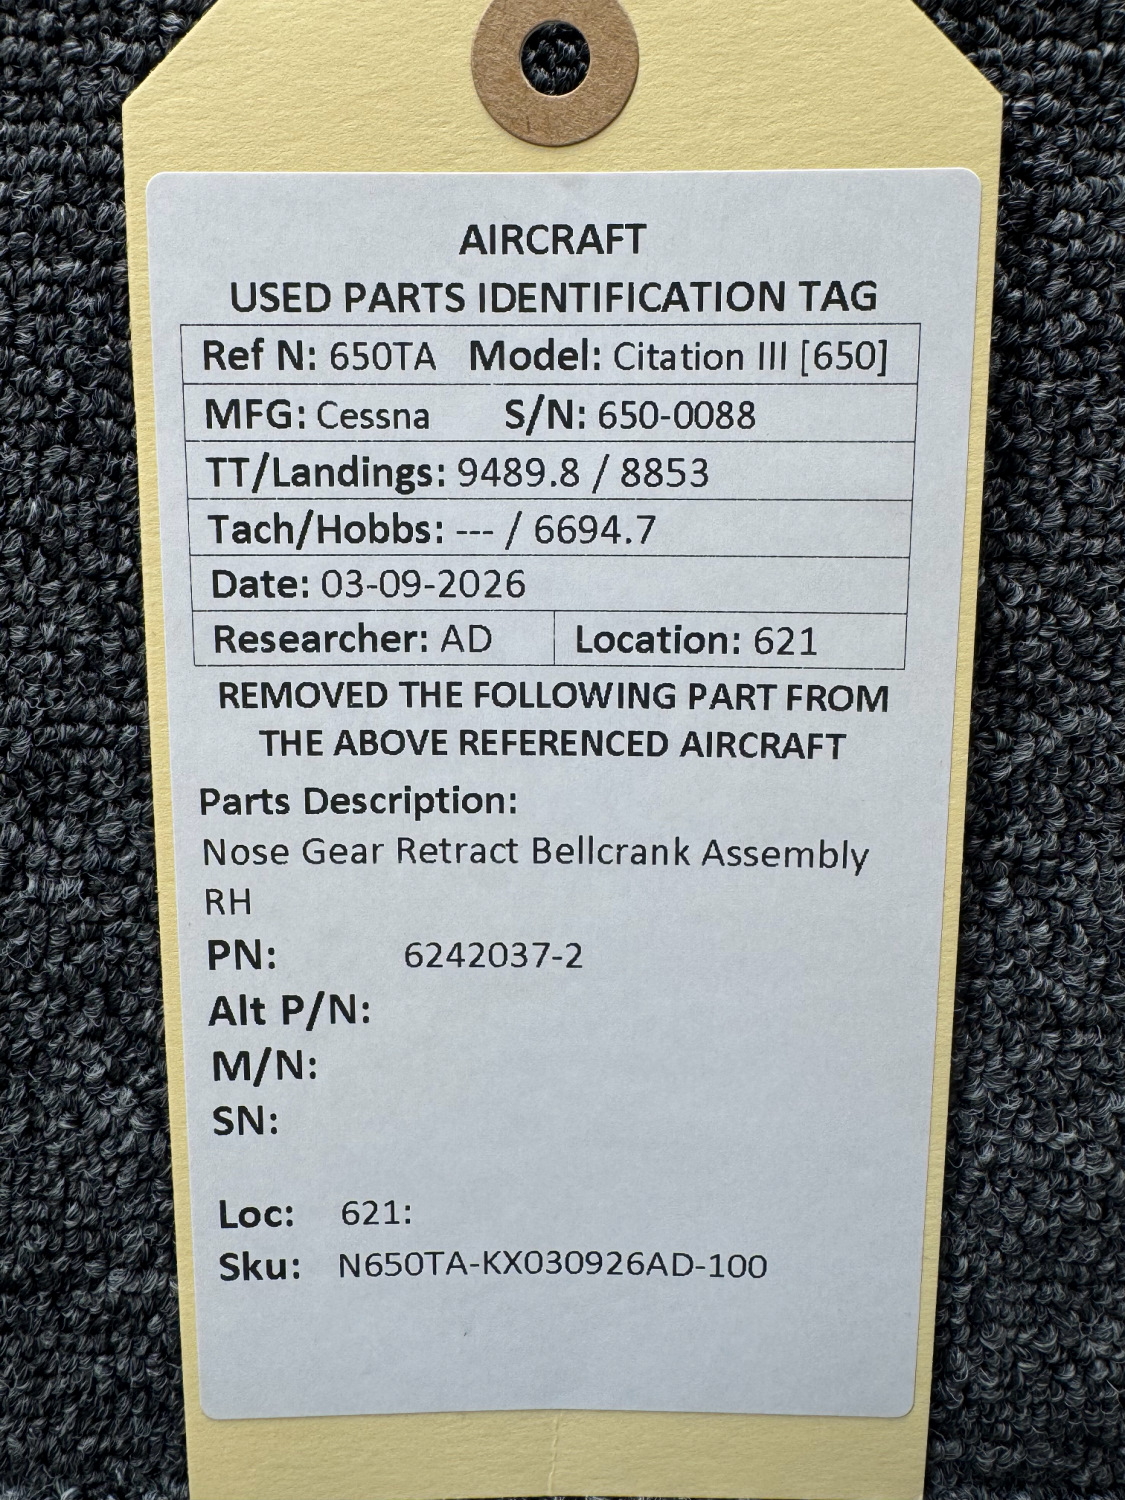 AIRCRAFT
USED PARTS IDENTIFICATION TAG
Ref N: 650TA Model: Citation III [650]
MFG: Cessna S/N: 650-0088
TT/Landings: 9489.8 / 8853
Tach/Hobbs: --- / 6694.7
Date: 03-09-2026
Researcher: AD Location: 621
REMOVED THE FOLLOWING PART FROM
THE ABOVE REFERENCED AIRCRAFT
Parts Description:
Nose Gear Retract Bellcrank Assembly
RH
PN: 6242037-2
Alt P/N:
M/N:
SN:
Loc: 621:
Sku: N650TA-KX030926AD-100